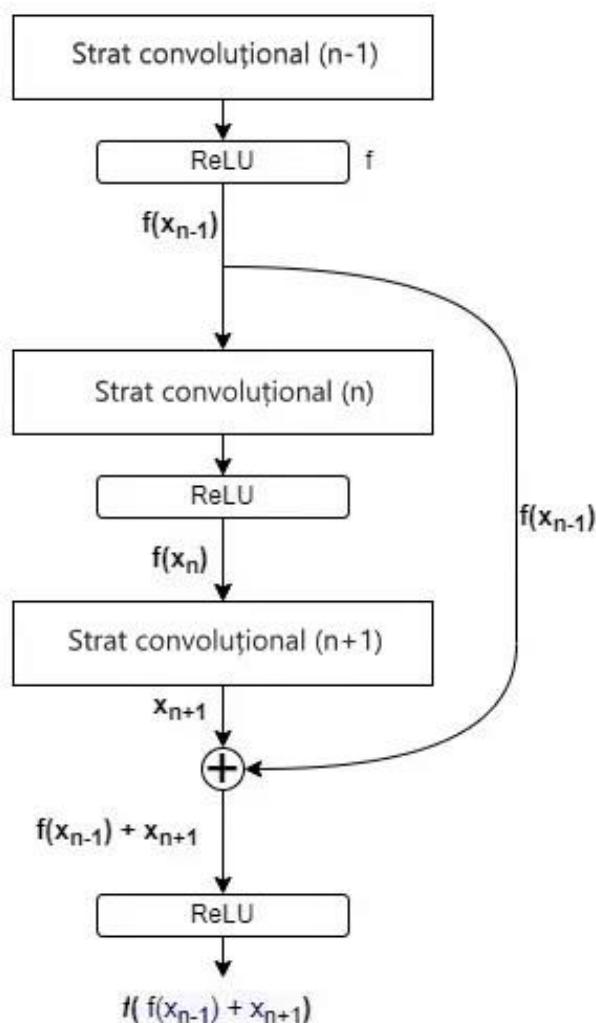 Strat convoluțional (n-1)
ReLU f
f(xn-1)
Strat convoluțional (n)
ReLU
f(xn-1)
f(xn)
Strat convoluțional (n+1)
xn+1
+
f(xn-1) + xn+1
ReLU
f( f(xn-1) + xn+1)